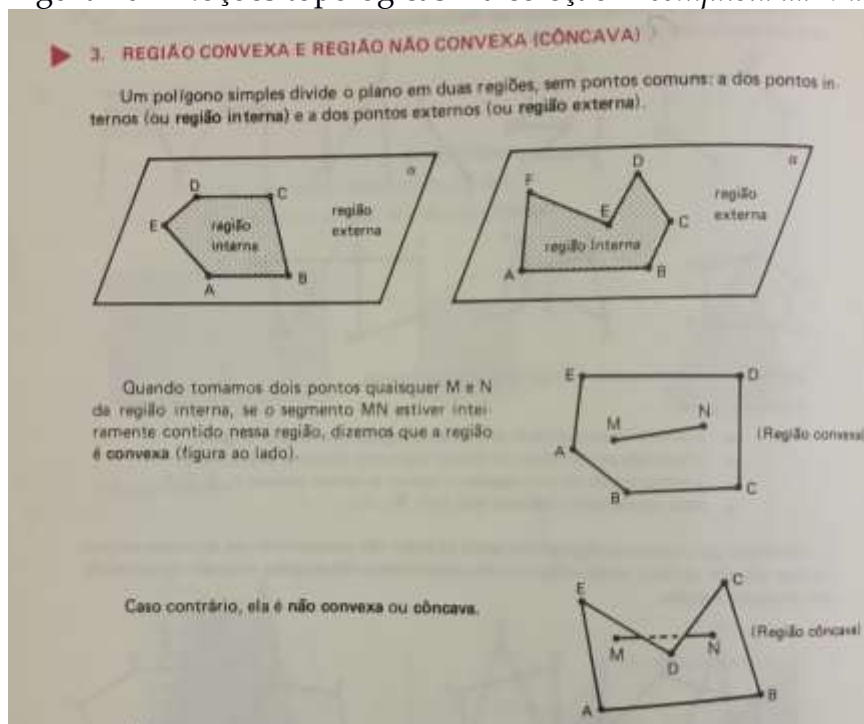 3. REGIÃO CONVEXA E REGIÃO NÃO CONVEXA (CÔNCAVA)
Um polígono simples divide o plano em duas regiões, sem pontos comuns: a dos pontos in-
ternos (ou região interna) e a dos pontos externos (ou região externa).
D
C
E
região
interna
A
B
região
externa
α
F
D
E
C
região interna
A
B
região
externa
α
Quando tomamos dois pontos quaisquer M e N
da região interna, se o segmento MN estiver intei-
ramente contido nessa região, dizemos que a região
é convexa (figura ao lado).
E
D
M
N
A
B
C
(Região convexa)
Caso contrário, ela é não convexa ou côncava.
E
C
M
D
N
A
B
(Região côncava)